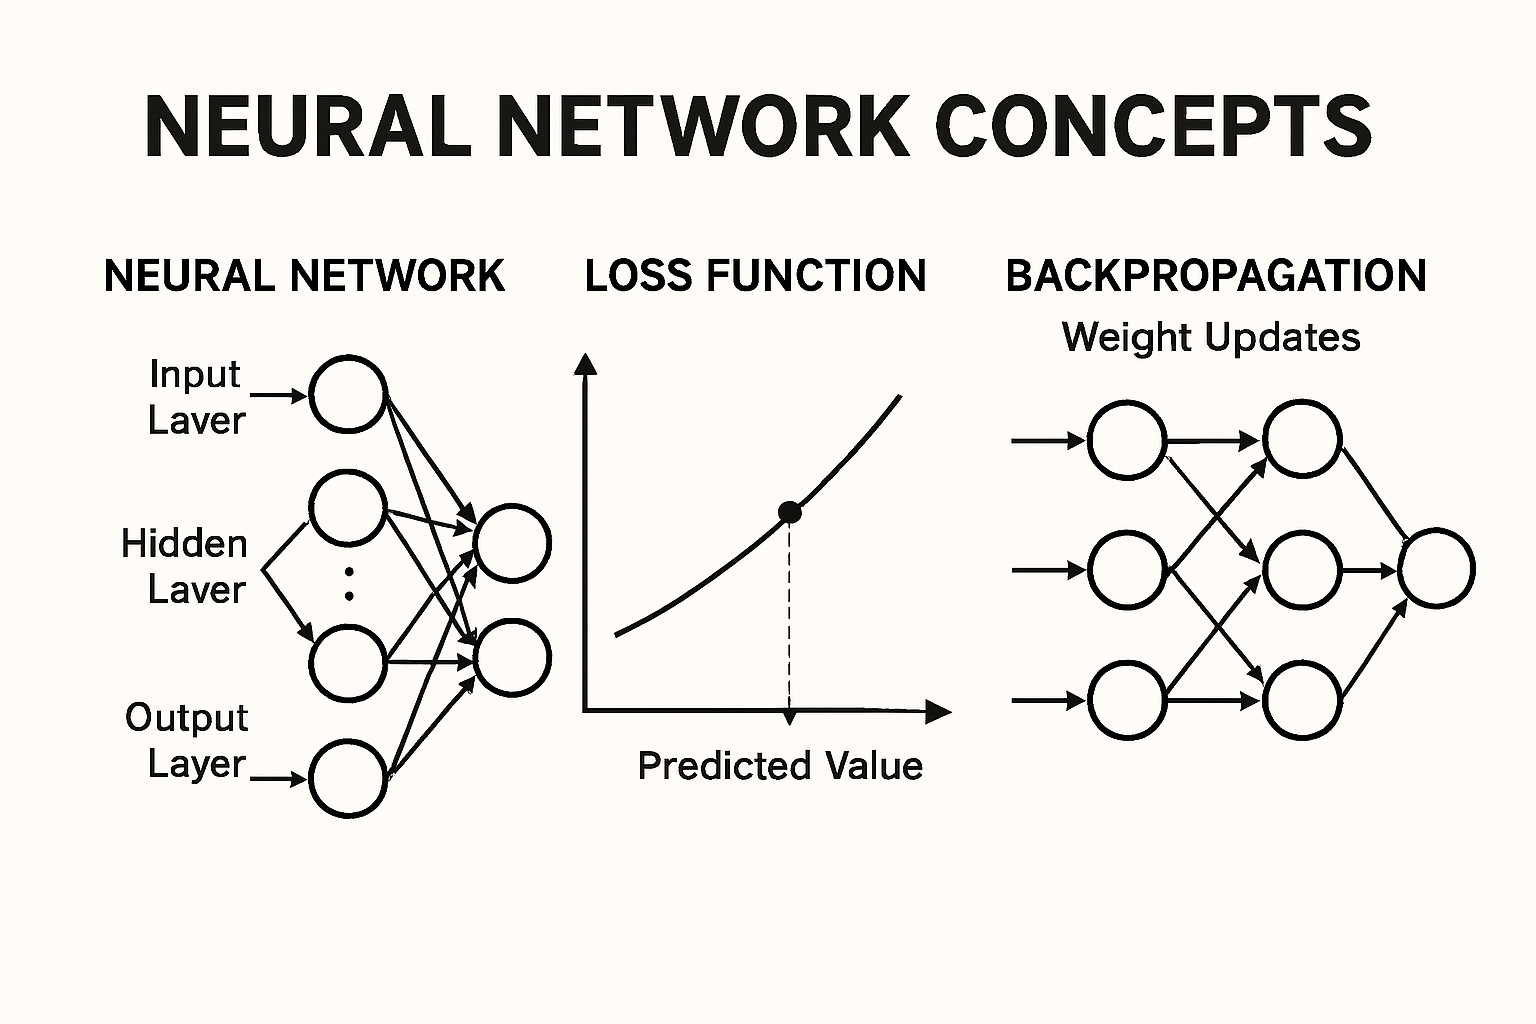 NEURAL NETWORK CONCEPTS
NEURAL NETWORK
Input
Laver
Hidden
Laver
Output
Layer
LOSS FUNCTION
Predicted Value
BACKPROPAGATION
Weight Updates